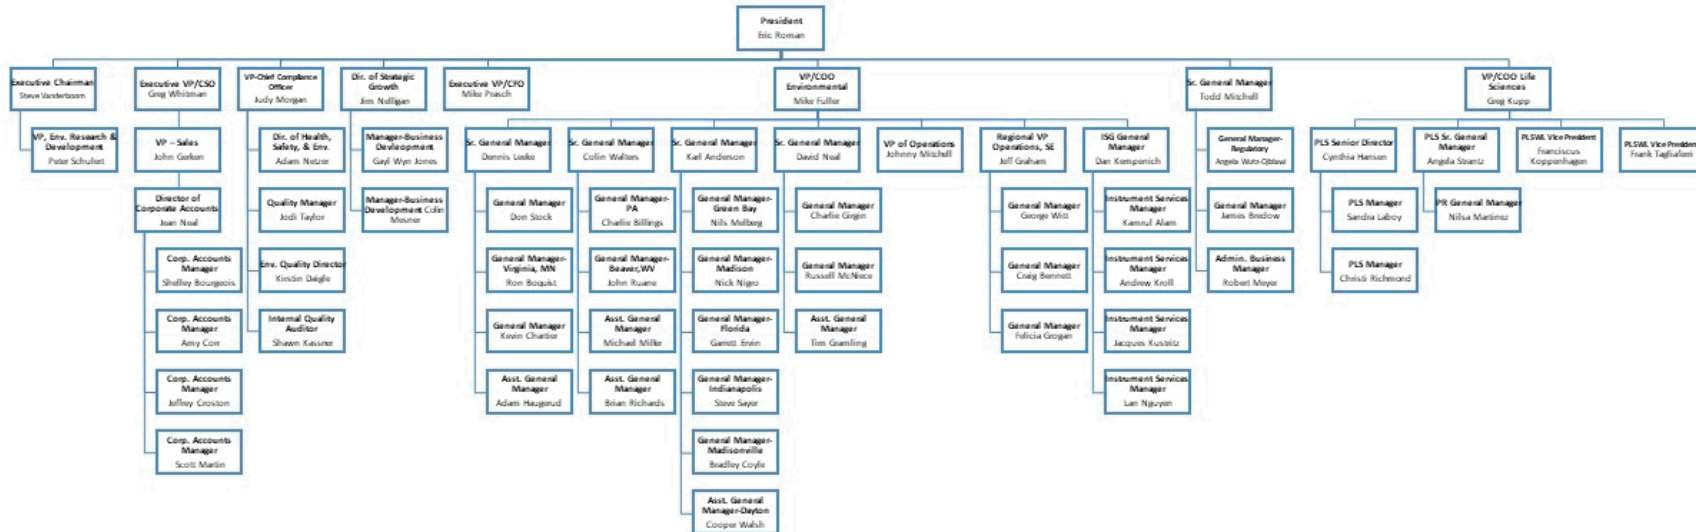 President
Eric Roman
Executive Chairman
Steve Vanderboom
Executive VP/CSO
Greg Whitman
VP-Chief Compliance
Officer
Judy Morgan
Dir. of Strategic
Growth
Jim Nelligan
Executive VP/CFO
Mike Prasch
VP/COO
Environmental
Mike Fuller
Sr. General Manager
Todd Mitchell
VP/COO Life
Sciences
Greg Kupp
VP, Env. Research &
Development
Peter Schulert
VP – Sales
John Gerken
Dir. of Health,
Safety, & Env.
Adam Netzer
Manager-Business
Devleopment
Gayl Wyn Jones
Sr. General Manager
Dennis Leeke
Sr. General Manager
Colin Walters
Sr. General Manager
Karl Anderson
Sr. General Manager
David Neal
VP of Operations
Johnny Mitchell
Regional VP
Operations, SE
Jeff Graham
ISG General
Manager
Dan Kempenich
General Manager-
Regulatory
Angela
PLS Senior Director
Cynthia Hansen
PLS Sr. General
Manager
Angela Strantz
PLSWL Vice President
Franciscus
Koppenhagen
PLSWL Vice President
Frank Tagliaferri
Director of
Corporate Accounts
Jean Neal
Quality Manager
Jodi Taylor
Manager-Business
Development Colin
Mesner
General Manager
Don Stock
General Manager-
PA
Charlie Billings
General Manager-
Green Bay
Nils Melberg
General Manager
Charlie Girgin
General Manager
George Witt
Instrument Services
Manager
Kamrul Alam
General Manager
James Bredow
PLS Manager
Sandra Laboy
PR General Manager
Nilsa Martinez
Corp. Accounts
Manager
Shelley Bourgeois
Env. Quality Director
Kirstin Daigle
General Manager-
Virginia, MN
Ron Boquist
General Manager-
Beaver,WV
John Ruane
General Manager-
Madison
Nick Nigro
General Manager
Russell McNiece
General Manager
Craig Bennett
Instrument Services
Manager
Andrew Kroll
Admin. Business
Manager
Robert Meyer
PLS Manager
Christi Richmond
Corp. Accounts
Manager
Amy Corr
Internal Quality
Auditor
Shawn Kassner
General Manager
Kevin Chartier
Asst. General
Manager
Michael Miller
General Manager-
Florida
Garrett Ervin
Asst. General
Manager
Tim Gramling
General Manager
Felicia Grogan
Instrument Services
Manager
Jacques Kustritz
Corp. Accounts
Manager
Jeffrey Croston
Asst. General
Manager
Adam Haugerud
Asst. General
Manager
Brian Richards
General Manager-
Indianapolis
Steve Sayer
Instrument Services
Manager
Lan Nguyen
Corp. Accounts
Manager
Scott Martin
General Manager-
Madisonville
Bradley Coyle
Asst. General
Manager-Dayton
Cooper Walsh